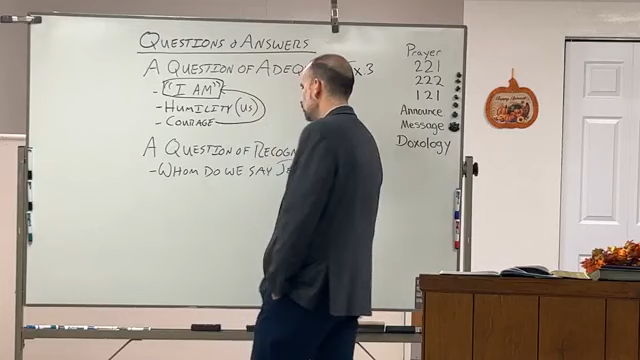 QUESTIONS & ANSWERS
A QUESTION OF ADEQ x.3
- "I AM"
- HUMILITY (US)
- COURAGE
A QUESTION OF RECOGN
- WHOM DO WE SAY JE
Prayer
221
222
121
Announce
Message
Doxology